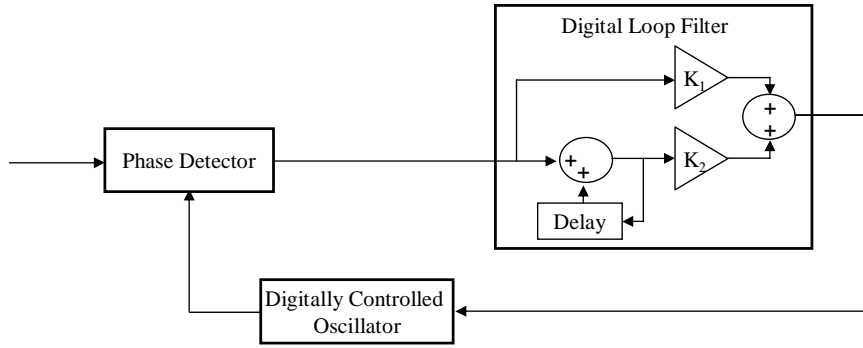 Digital Loop Filter
K1
+
+
Phase Detector
+
+
K2
Delay
Digitally Controlled
Oscillator